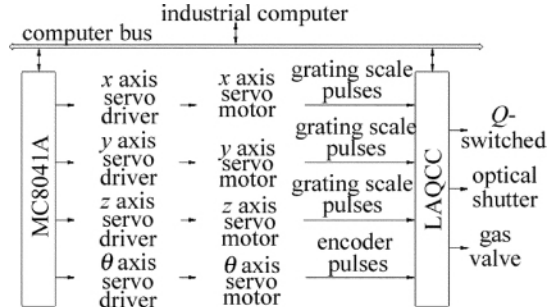 industrial computer
computer bus
MC8041A
x axis
servo
driver
x axis
servo
motor
grating scale
pulses
y axis
servo
driver
y axis
servo
motor
grating scale
pulses
z axis
servo
driver
z axis
servo
motor
grating scale
pulses
θ axis
servo
driver
θ axis
servo
motor
encoder
pulses
LAQCC
Q-
switched
optical
shutter
gas
valve